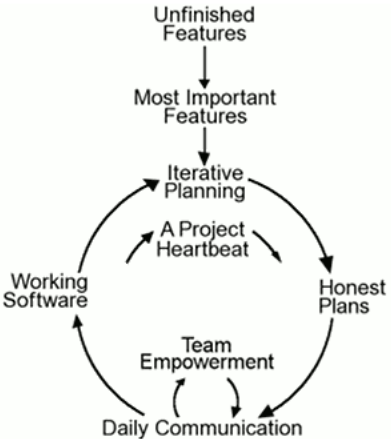 Unfinished
Features
Most Important
Features
Iterative
Planning
A Project
Heartbeat
Working
Software
Honest
Plans
Team
Empowerment
Daily Communication